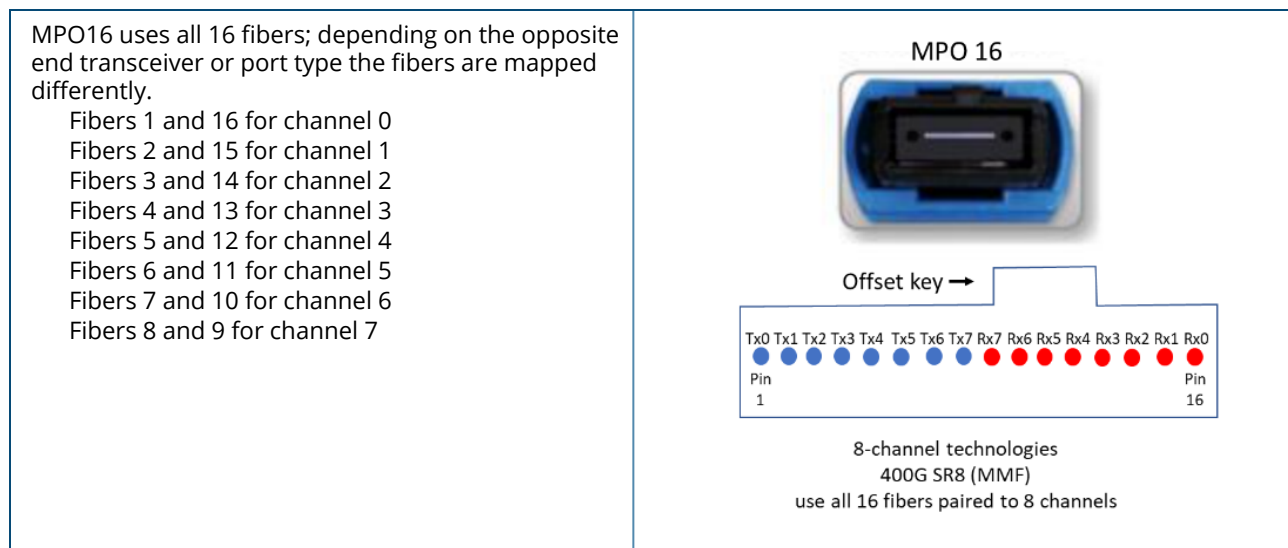 MPO16 uses all 16 fibers; depending on the opposite
end transceiver or port type the fibers are mapped
differently.
Fibers 1 and 16 for channel 0
Fibers 2 and 15 for channel 1
Fibers 3 and 14 for channel 2
Fibers 4 and 13 for channel 3
Fibers 5 and 12 for channel 4
Fibers 6 and 11 for channel 5
Fibers 7 and 10 for channel 6
Fibers 8 and 9 for channel 7
MPO 16
Offset key →
Tx0 Tx1 Tx2 Tx3 Tx4 Tx5 Tx6 Tx7 Rx7 Rx6 Rx5 Rx4 Rx3 Rx2 Rx1 Rx0
Pin Pin
1 16
8-channel technologies
400G SR8 (MMF)
use all 16 fibers paired to 8 channels